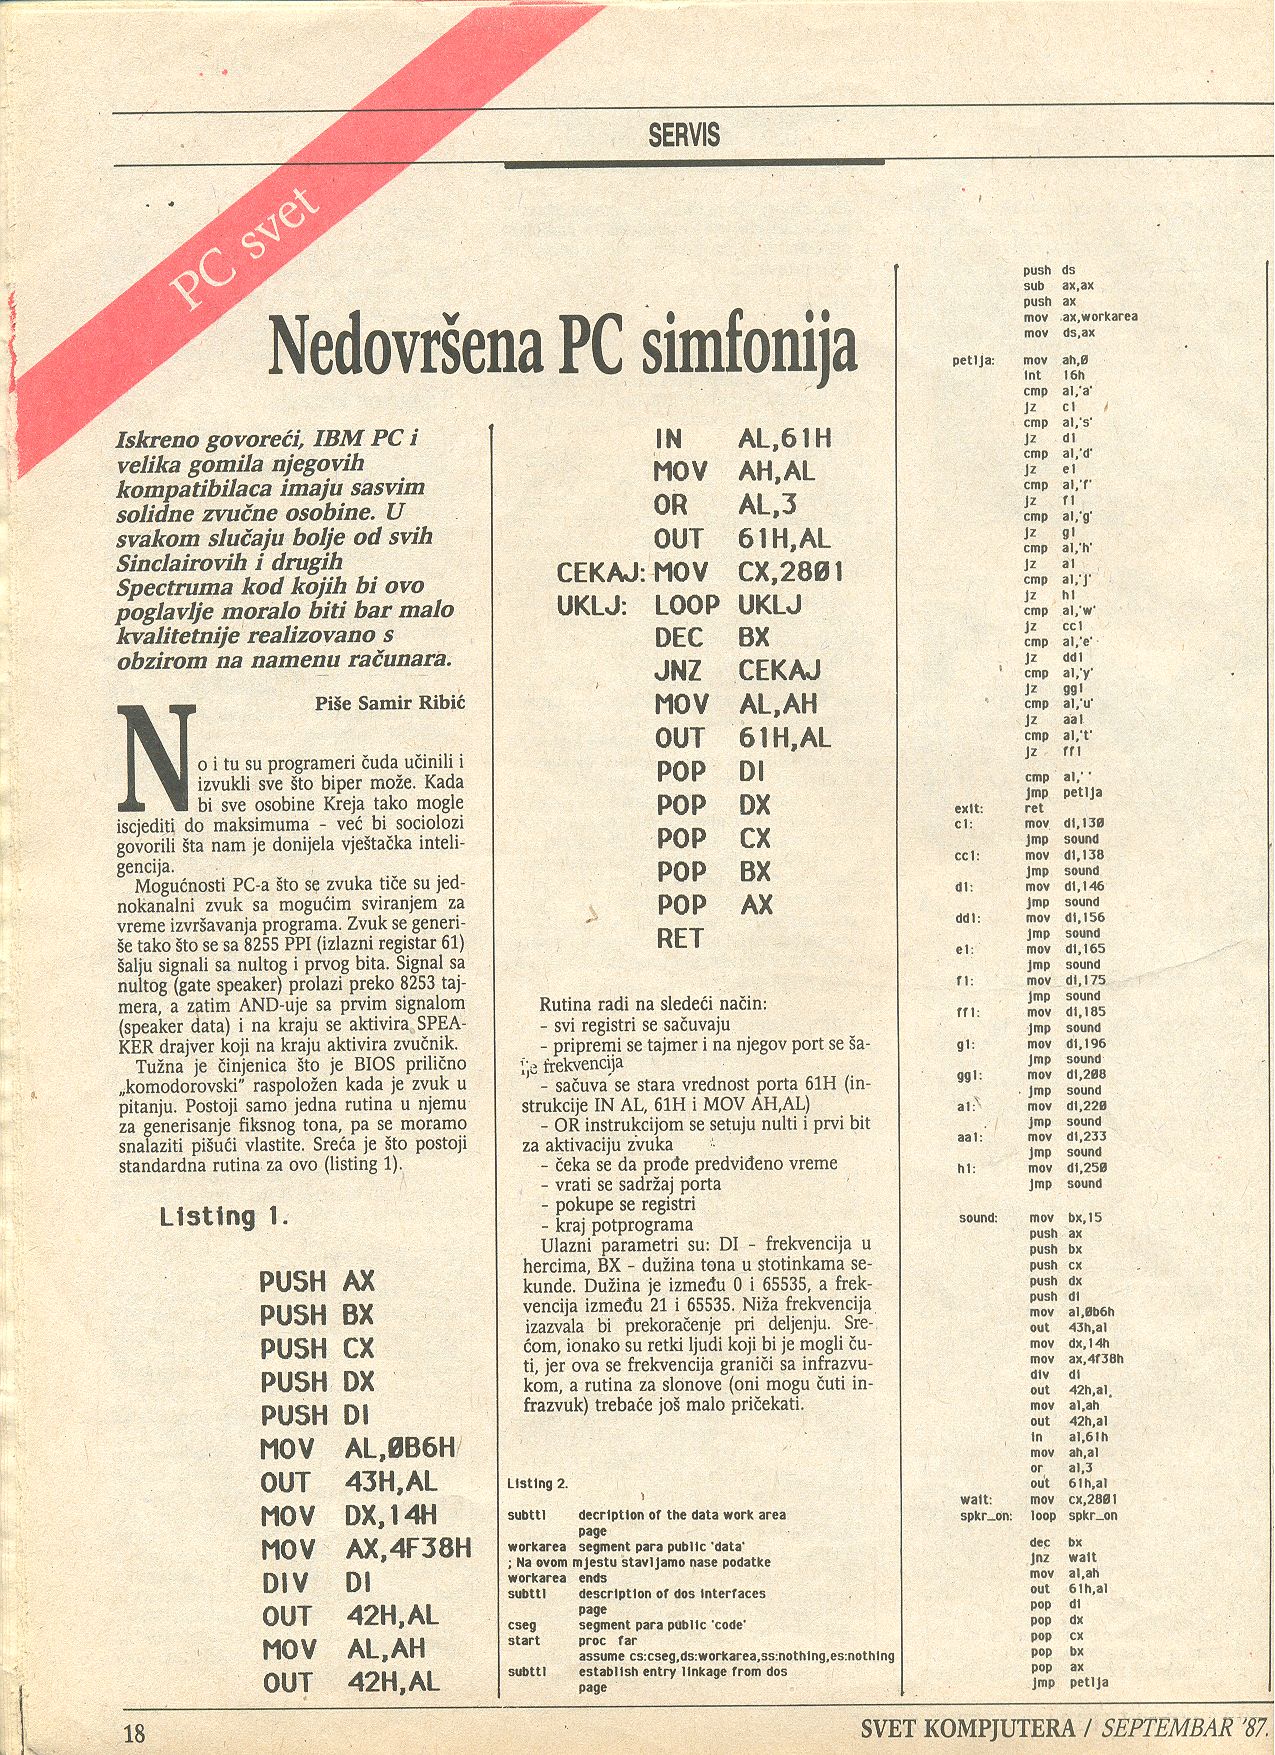 SERVIS
PC svet
Nedovršena PC simfonija
Iskreno govoreći, IBM PC i
velika gomila njegovih
kompatibilaca imaju sasvim
solidne zvučne osobine. U
svakom slučaju bolje od svih
Sinclairovih i drugih
Spectruma kod kojih bi ovo
poglavlje moralo biti bar malo
kvalitetnije realizovano s
obzirom na namenu računara.
Piše Samir Ribić
No i tu su programeri čuda učinili i
izvukli sve što biper može. Kada
bi sve osobine Kreja tako mogle
iscjediti do maksimuma – već bi sociolozi
govorili šta nam je donijela vještačka inteli-
gencija.
Mogućnosti PC-a što se zvuka tiče su jed-
nokanalni zvuk sa mogućim sviranjem za
vreme izvršavanja programa. Zvuk se generi-
še tako što se sa 8255 PPI (izlazni registar 61)
šalju signali sa nultog i prvog bita. Signal sa
nultog (gate speaker) prolazi preko 8253 taj-
mera, a zatim AND-uje sa prvim signalom
(speaker data) i na kraju se aktivira SPEA-
KER drajver koji na kraju aktivira zvučnik.
Tužna je činjenica što je BIOS prilično
„komodorovski” raspoložen kada je zvuk u
pitanju. Postoji samo jedna rutina u njemu
za generisanje fiksnog tona, pa se moramo
snalaziti pišući vlastite. Sreća je što postoji
standardna rutina za ovo (listing 1).
Listing 1.
PUSH AX
PUSH BX
PUSH CX
PUSH DX
PUSH DI
MOV AL,0B6H
OUT 43H,AL
MOV DX,14H
MOV AX,4F38H
DIV DI
OUT 42H,AL
MOV AL,AH
OUT 42H,AL
IN AL,61H
MOV AH,AL
OR AL,3
OUT 61H,AL
CEKAJ: MOV CX,2801
UKLJ: LOOP UKLJ
DEC BX
JNZ CEKAJ
MOV AL,AH
OUT 61H,AL
POP DI
POP DX
POP CX
POP BX
POP AX
RET
Rutina radi na sledeći način:
– svi registri se sačuvaju
– pripremi se tajmer i na njegov port se ša-
lje frekvencija
– sačuva se stara vrednost porta 61H (in-
strukcije IN AL, 61H i MOV AH,AL)
– OR instrukcijom se setuju nulti i prvi bit
za aktivaciju zvuka
– čeka se da prođe predviđeno vreme
– vrati se sadržaj porta
– pokupe se registri
– kraj potprograma
Ulazni parametri su: DI – frekvencija u
hercima, BX – dužina tona u stotinkama se-
kunde. Dužina je između 0 i 65535, a frek-
vencija između 21 i 65535. Niža frekvencija
izazvala bi prekoračenje pri deljenju. Sre-
ćom, ionako su retki ljudi koji bi je mogli ču-
ti, jer ova se frekvencija graniči sa infrazvu-
kom, a rutina za slonove (oni mogu čuti in-
frazvuk) trebaće još malo pričekati.
Listing 2.
subttl decription of the data work area
page
workarea segment para public 'data'
; Na ovom mjestu stavljamo nase podatke
workarea ends
subttl description of dos interfaces
page
cseg segment para public 'code'
start proc far
assume cs:cseg,ds:workarea,ss:nothing,es:nothing
subttl establish entry linkage from dos
page
push ds
sub ax,ax
push ax
mov ax,workarea
mov ds,ax
petlja: mov ah,0
int 16h
cmp al,'a'
jz c1
cmp al,'s'
jz d1
cmp al,'d'
jz e1
cmp al,'f'
jz f1
cmp al,'g'
jz g1
cmp al,'h'
jz a1
cmp al,'j'
jz h1
cmp al,'w'
jz cc1
cmp al,'e'
jz dd1
cmp al,'y'
jz gg1
cmp al,'u'
jz aa1
cmp al,'t'
jz ff1
cmp al,' '
jmp petlja
exit: ret
c1: mov di,130
jmp sound
cc1: mov di,138
jmp sound
d1: mov di,146
jmp sound
dd1: mov di,156
jmp sound
e1: mov di,165
jmp sound
f1: mov di,175
jmp sound
ff1: mov di,185
jmp sound
g1: mov di,196
jmp sound
gg1: mov di,208
jmp sound
a1: mov di,220
jmp sound
aa1: mov di,233
jmp sound
h1: mov di,250
jmp sound
sound: mov bx,15
push ax
push bx
push cx
push dx
push di
mov al,0b6h
out 43h,al
mov dx,14h
mov ax,4f38h
div di
out 42h,al
mov al,ah
out 42h,al
in al,61h
mov ah,al
or al,3
out 61h,al
wait: mov cx,2801
spkr_on: loop spkr_on
dec bx
jnz wait
mov al,ah
out 61h,al
pop di
pop dx
pop cx
pop bx
pop ax
jmp petlja
18
SVET KOMPJUTERA / SEPTEMBAR '87.